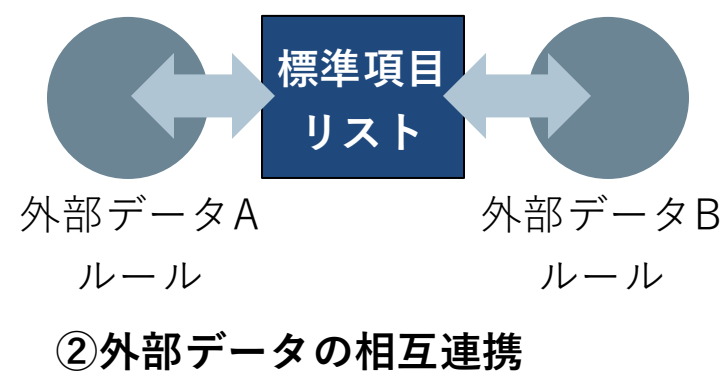 標準項目
リスト
外部データA
ルール
外部データB
ルール
②外部データの相互連携